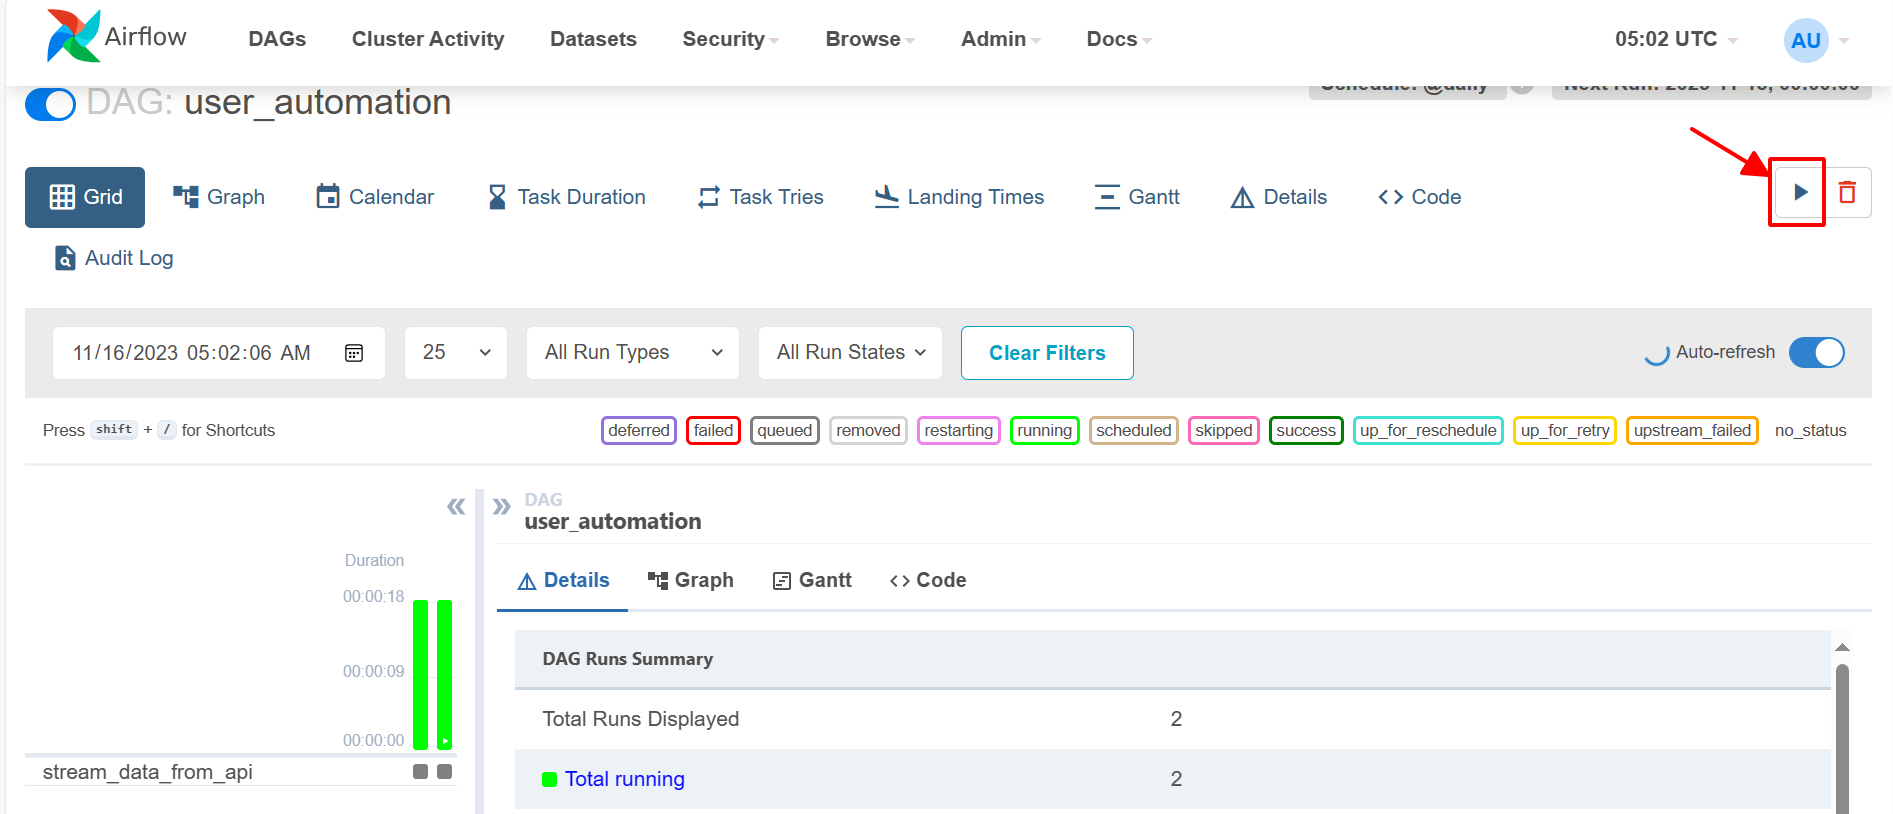 Airflow DAGs Cluster Activity Datasets Security Browse Admin Docs 05:02 UTC AU
DAG: user_automation
Grid Graph Calendar Task Duration Task Tries Landing Times Gantt Details Code
Audit Log
11/16/2023 05:02:06 AM 25 All Run Types All Run States Clear Filters Auto-refresh
Press shift + / for Shortcuts deferred failed queued removed restarting running scheduled skipped success up_for_reschedule up_for_retry upstream_failed no_status
DAG
user_automation
Duration
00:00:18
00:00:09
00:00:00
stream_data_from_api
Details Graph Gantt Code
DAG Runs Summary
Total Runs Displayed 2
Total running 2